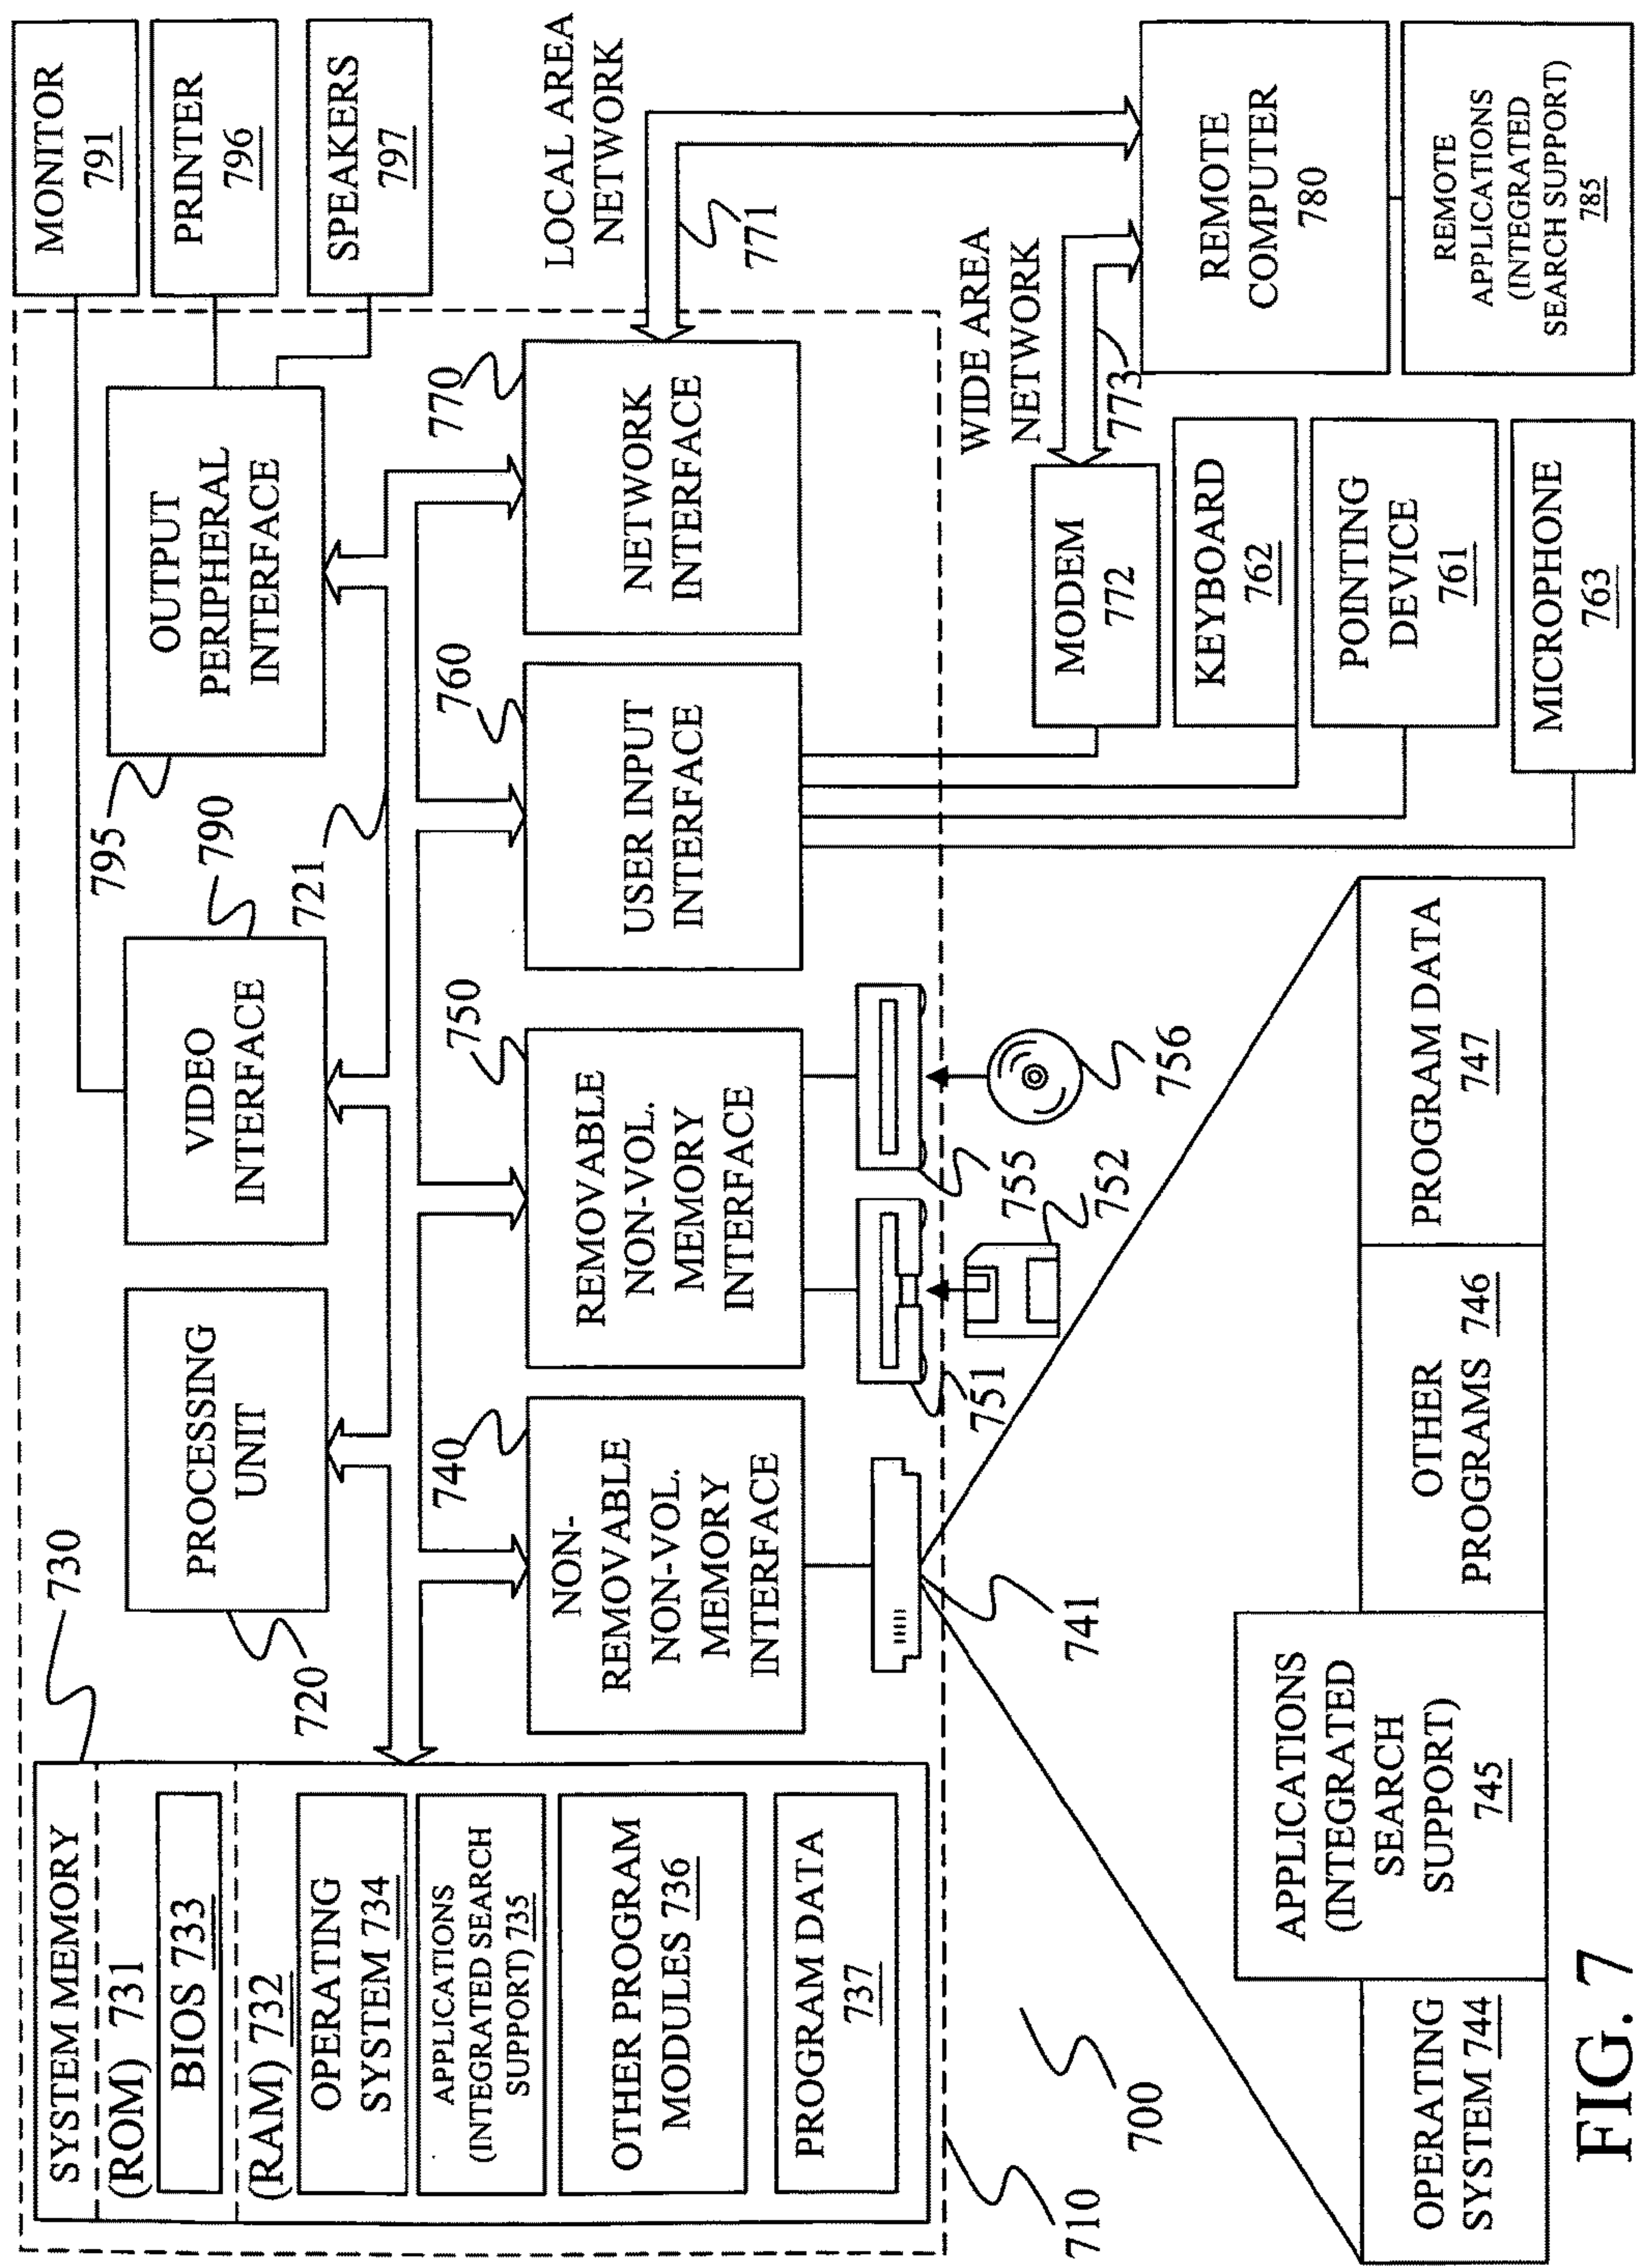 SYSTEM MEMORY
730
(ROM) 731
BIOS 733
(RAM) 732
OPERATING
SYSTEM 734
APPLICATIONS
(INTEGRATED SEARCH
SUPPORT) 735
OTHER PROGRAM
MODULES 736
PROGRAM DATA
737
PROCESSING
UNIT
720
VIDEO
INTERFACE
790
721
OUTPUT
PERIPHERAL
INTERFACE
795
MONITOR
791
PRINTER
796
SPEAKERS
797
NON-
REMOVABLE
NON-VOL.
MEMORY
INTERFACE
740
REMOVABLE
NON-VOL.
MEMORY
INTERFACE
750
USER INPUT
INTERFACE
760
NETWORK
INTERFACE
770
LOCAL AREA
NETWORK
771
WIDE AREA
NETWORK
773
741
751
752
755
756
MODEM
772
KEYBOARD
762
POINTING
DEVICE
761
MICROPHONE
763
REMOTE
COMPUTER
780
REMOTE
APPLICATIONS
(INTEGRATED
SEARCH SUPPORT)
785
710
700
OPERATING
SYSTEM 744
APPLICATIONS
(INTEGRATED
SEARCH
SUPPORT)
745
OTHER
PROGRAMS 746
PROGRAM DATA
747
FIG. 7